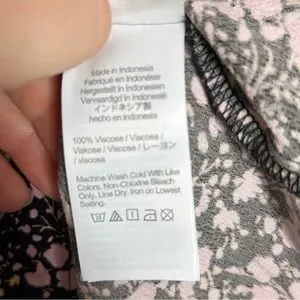 Made in Indonesia
Fabriqué en Indonésie
Hergestellt in Indonesien
Vervaardigd in Indonesië
インドネシア製
hecho en Indonesia
100% Viscose / Viscose /
Viskose / Viscose / レーヨン
/ viscosa
Machine Wash Cold With Like
Colors. Non-Chlorine Bleach
Only. Line Dry. Iron on Lowest
Setting.